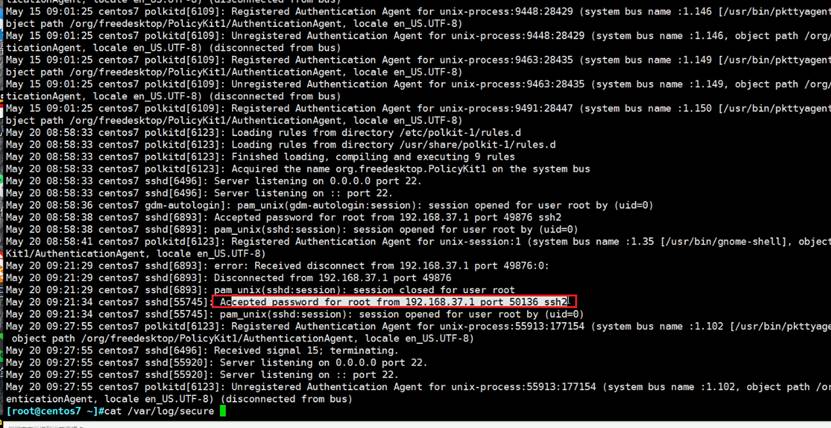 ticationAgent, locale en_US.UTF-8) (disconnected from bus)
May 15 09:01:25 centos7 polkitd[6109]: Registered Authentication Agent for unix-process:9448:28429 (system bus name :1.146 [/usr/bin/pkttyagent
bject path /org/freedesktop/PolicyKit1/AuthenticationAgent, locale en_US.UTF-8)
May 15 09:01:25 centos7 polkitd[6109]: Unregistered Authentication Agent for unix-process:9448:28429 (system bus name :1.146, object path /org/
ticationAgent, locale en_US.UTF-8) (disconnected from bus)
May 15 09:01:25 centos7 polkitd[6109]: Registered Authentication Agent for unix-process:9463:28435 (system bus name :1.149 [/usr/bin/pkttyagent
bject path /org/freedesktop/PolicyKit1/AuthenticationAgent, locale en_US.UTF-8)
May 15 09:01:25 centos7 polkitd[6109]: Unregistered Authentication Agent for unix-process:9463:28435 (system bus name :1.149, object path /org/
ticationAgent, locale en_US.UTF-8) (disconnected from bus)
May 15 09:01:25 centos7 polkitd[6109]: Registered Authentication Agent for unix-process:9491:28447 (system bus name :1.150 [/usr/bin/pkttyagent
bject path /org/freedesktop/PolicyKit1/AuthenticationAgent, locale en_US.UTF-8)
May 20 08:58:33 centos7 polkitd[6123]: Loading rules from directory /etc/polkit-1/rules.d
May 20 08:58:33 centos7 polkitd[6123]: Loading rules from directory /usr/share/polkit-1/rules.d
May 20 08:58:33 centos7 polkitd[6123]: Finished loading, compiling and executing 9 rules
May 20 08:58:33 centos7 polkitd[6123]: Acquired the name org.freedesktop.PolicyKit1 on the system bus
May 20 08:58:33 centos7 sshd[6496]: Server listening on 0.0.0.0 port 22.
May 20 08:58:33 centos7 sshd[6496]: Server listening on :: port 22.
May 20 08:58:36 centos7 gdm-autologin]: pam_unix(gdm-autologin:session): session opened for user root by (uid=0)
May 20 08:58:38 centos7 sshd[6893]: Accepted password for root from 192.168.37.1 port 49876 ssh2
May 20 08:58:38 centos7 sshd[6893]: pam_unix(sshd:session): session opened for user root by (uid=0)
May 20 08:58:41 centos7 polkitd[6123]: Registered Authentication Agent for unix-session:1 (system bus name :1.35 [/usr/bin/gnome-shell], object
Kit1/AuthenticationAgent, locale en_US.UTF-8)
May 20 09:21:29 centos7 sshd[6893]: error: Received disconnect from 192.168.37.1 port 49876:0:
May 20 09:21:29 centos7 sshd[6893]: Disconnected from 192.168.37.1 port 49876
May 20 09:21:29 centos7 sshd[6893]: pam_unix(sshd:session): session closed for user root
May 20 09:21:34 centos7 sshd[55745]: Accepted password for root from 192.168.37.1 port 50136 ssh2
May 20 09:21:34 centos7 sshd[55745]: pam_unix(sshd:session): session opened for user root by (uid=0)
May 20 09:27:55 centos7 polkitd[6123]: Registered Authentication Agent for unix-process:55913:177154 (system bus name :1.102 [/usr/bin/pkttyage
object path /org/freedesktop/PolicyKit1/AuthenticationAgent, locale en_US.UTF-8)
May 20 09:27:55 centos7 sshd[6496]: Received signal 15; terminating.
May 20 09:27:55 centos7 sshd[55920]: Server listening on 0.0.0.0 port 22.
May 20 09:27:55 centos7 sshd[55920]: Server listening on :: port 22.
May 20 09:27:55 centos7 polkitd[6123]: Unregistered Authentication Agent for unix-process:55913:177154 (system bus name :1.102, object path /or
enticationAgent, locale en_US.UTF-8) (disconnected from bus)
[root@centos7 ~]#cat /var/log/secure